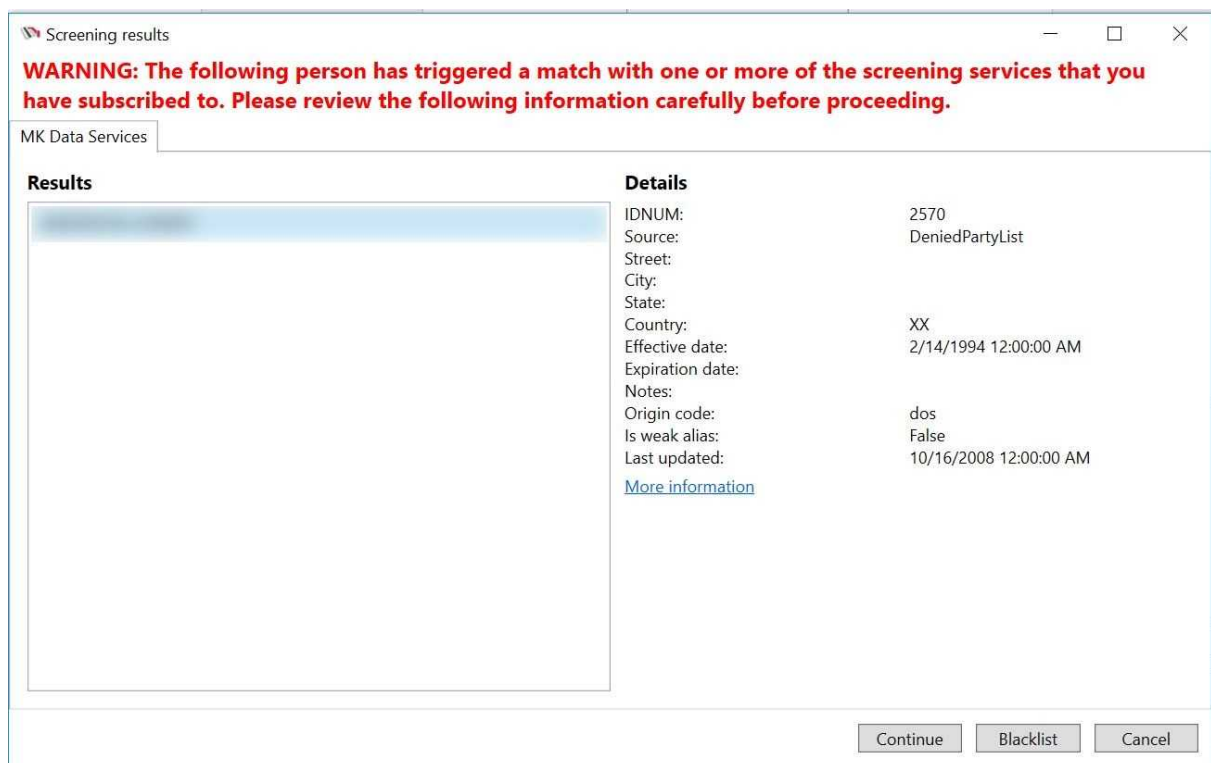 Screening results
WARNING: The following person has triggered a match with one or more of the screening services that you
have subscribed to. Please review the following information carefully before proceeding.
MK Data Services
Results
Details
IDNUM: 2570
Source: DeniedPartyList
Street:
City:
State:
Country: XX
Effective date: 2/14/1994 12:00:00 AM
Expiration date:
Notes:
Origin code: dos
Is weak alias: False
Last updated: 10/16/2008 12:00:00 AM
More information
Continue Blacklist Cancel